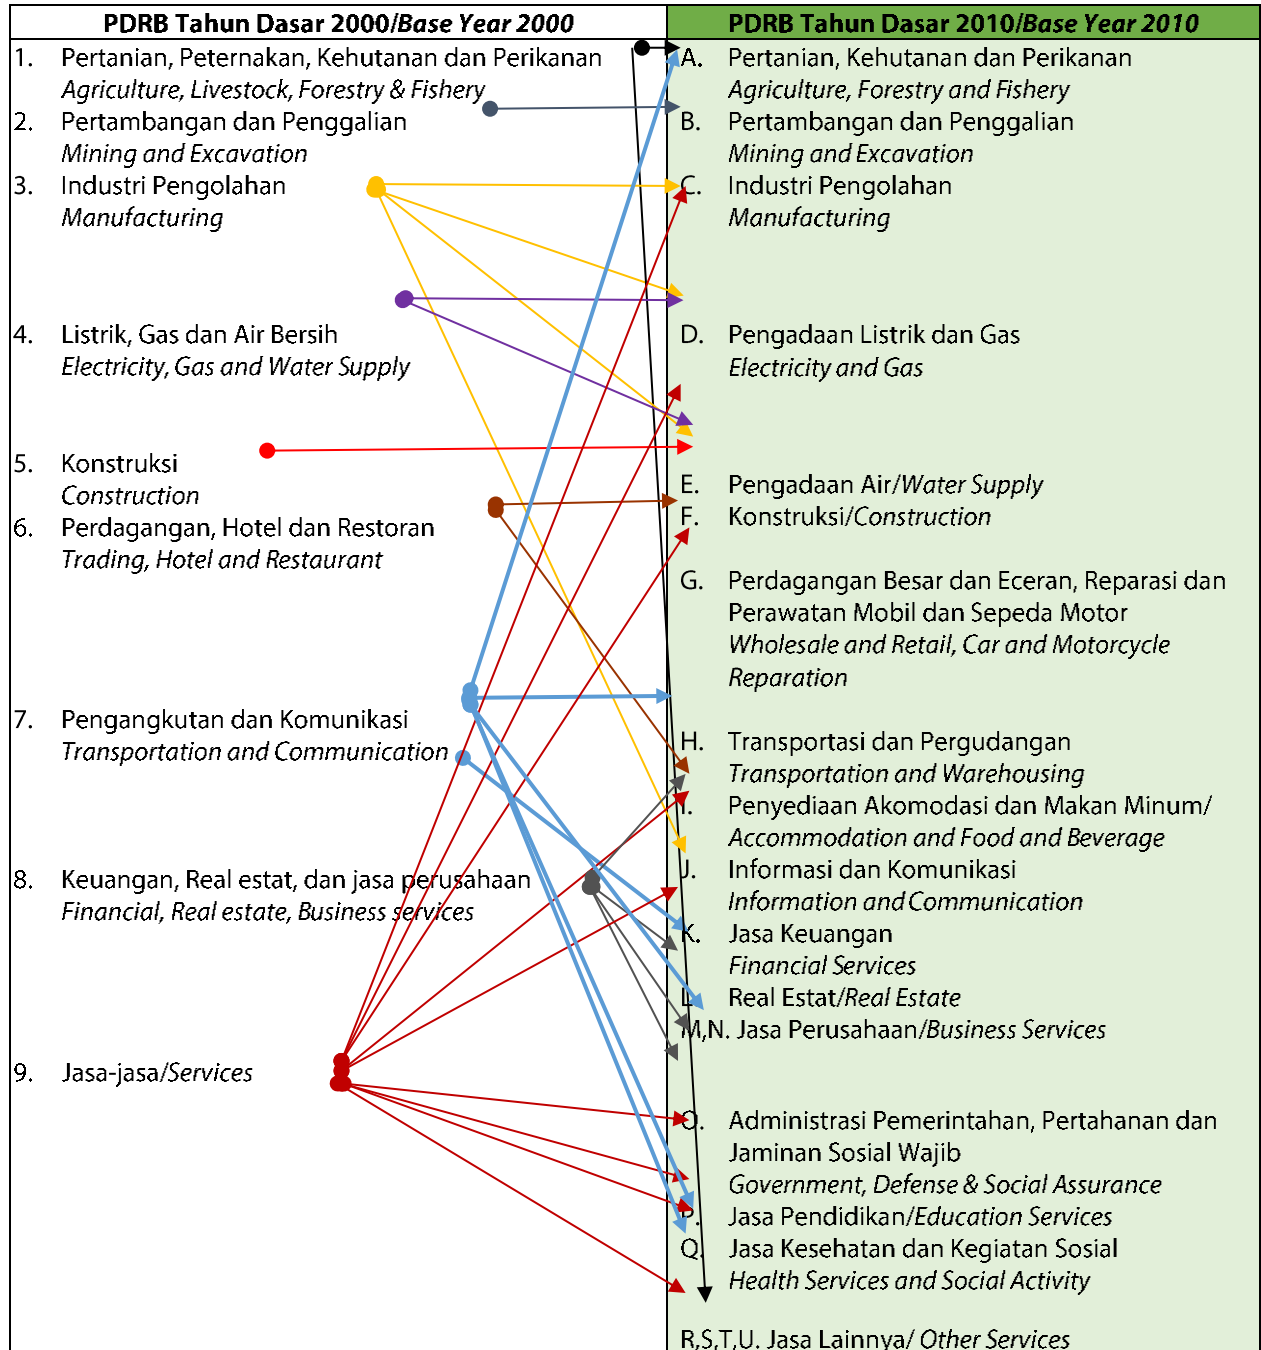 PDRB Tahun Dasar 2000/Base Year 2000
1. Pertanian, Peternakan, Kehutanan dan Perikanan
Agriculture, Livestock, Forestry & Fishery
2. Pertambangan dan Penggalian
Mining and Excavation
3. Industri Pengolahan
Manufacturing
4. Listrik, Gas dan Air Bersih
Electricity, Gas and Water Supply
5. Konstruksi
Construction
6. Perdagangan, Hotel dan Restoran
Trading, Hotel and Restaurant
7. Pengangkutan dan Komunikasi
Transportation and Communication
8. Keuangan, Real estat, dan jasa perusahaan
Financial, Real estate, Business services
9. Jasa-jasa/Services
PDRB Tahun Dasar 2010/Base Year 2010
A. Pertanian, Kehutanan dan Perikanan
Agriculture, Forestry and Fishery
B. Pertambangan dan Penggalian
Mining and Excavation
C. Industri Pengolahan
Manufacturing
D. Pengadaan Listrik dan Gas
Electricity and Gas
E. Pengadaan Air/Water Supply
F. Konstruksi/Construction
G. Perdagangan Besar dan Eceran, Reparasi dan
Perawatan Mobil dan Sepeda Motor
Wholesale and Retail, Car and Motorcycle
Reparation
H. Transportasi dan Pergudangan
Transportation and Warehousing
I. Penyediaan Akomodasi dan Makan Minum/
Accommodation and Food and Beverage
J. Informasi dan Komunikasi
Information and Communication
K. Jasa Keuangan
Financial Services
L. Real Estat/Real Estate
M,N. Jasa Perusahaan/Business Services
O. Administrasi Pemerintahan, Pertahanan dan
Jaminan Sosial Wajib
Government, Defense & Social Assurance
P. Jasa Pendidikan/Education Services
Q. Jasa Kesehatan dan Kegiatan Sosial
Health Services and Social Activity
R,S,T,U. Jasa Lainnya/ Other Services